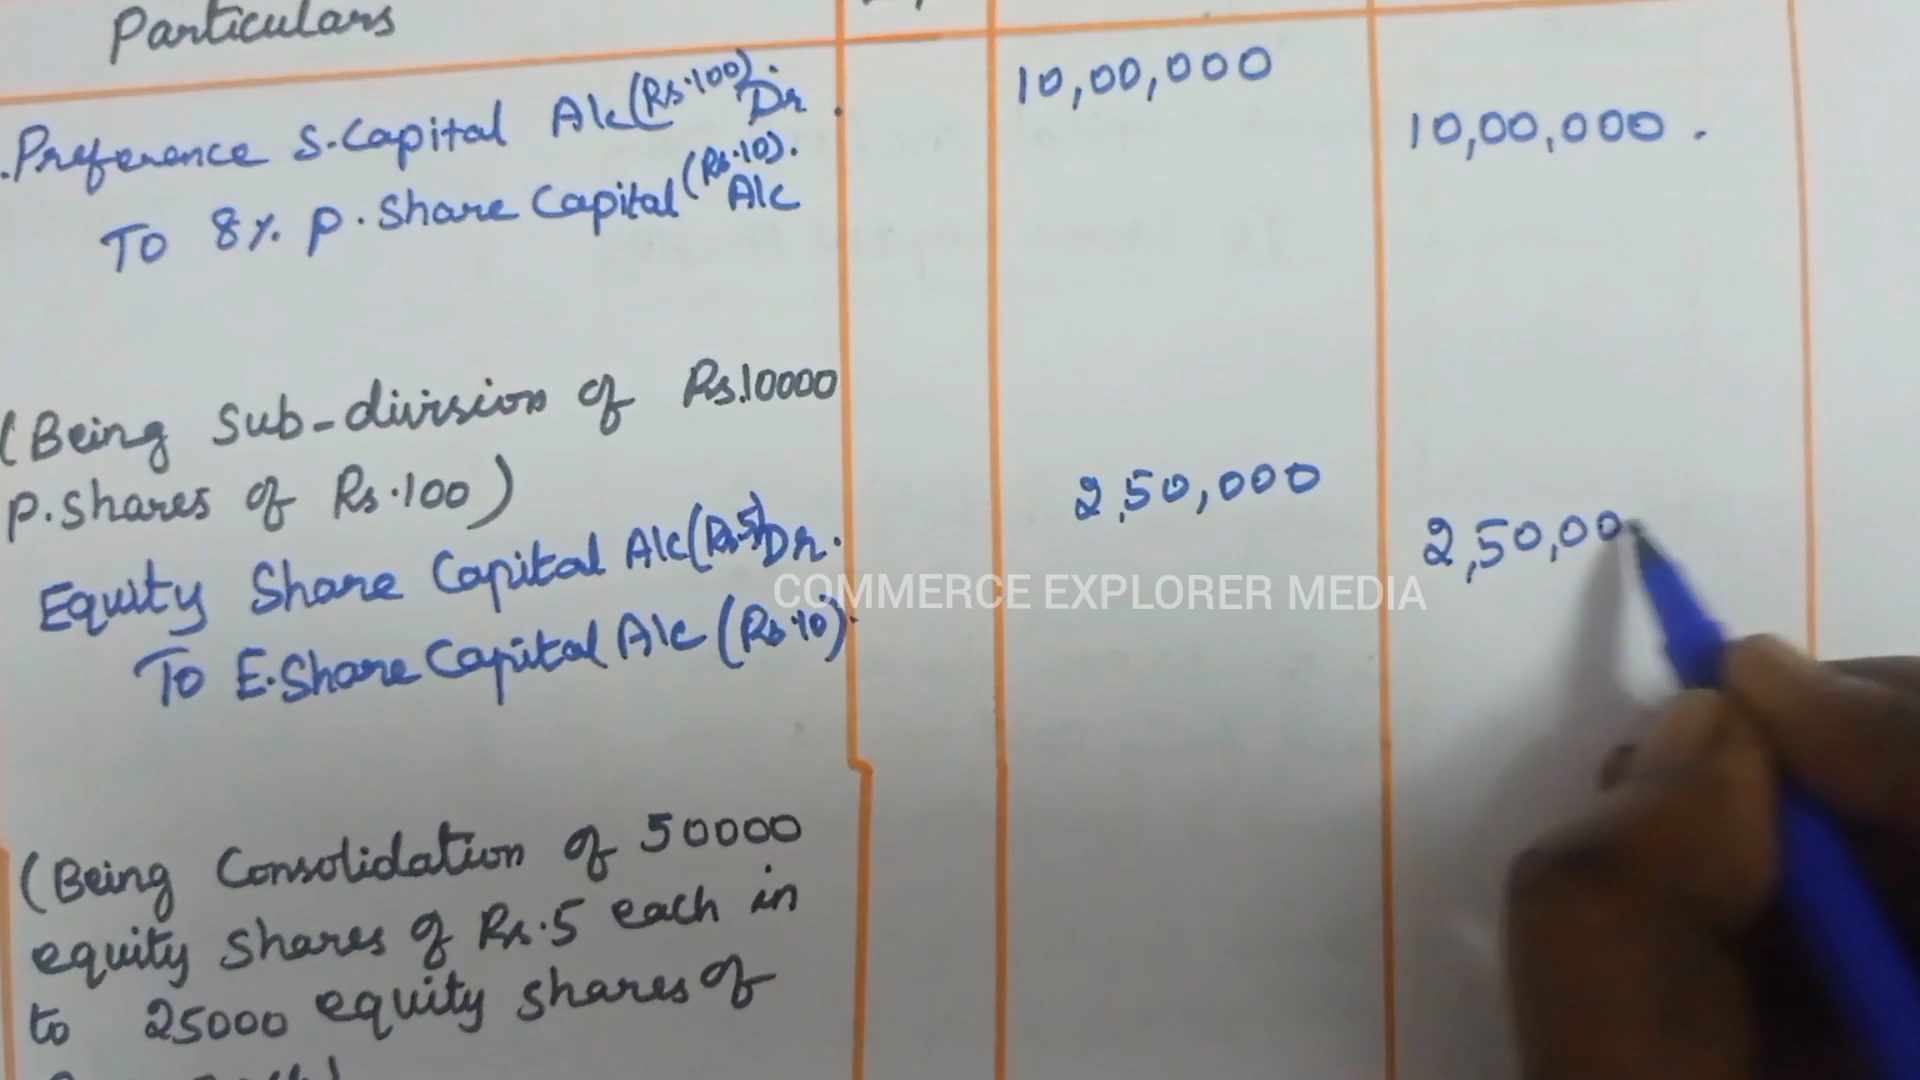 Particulars
Preference S.Capital A/c (Rs.100). Dr. 10,00,000
To 8%. P. Share Capital (Rs.10). A/c 10,00,000.
(Being Sub-division of Rs.10000
P.Shares of Rs.100)
Equity Share Capital A/c (Rs.5) Dr. 2,50,000
To E.Share Capital A/c (Rs.10). 2,50,00
COMMERCE EXPLORER MEDIA
(Being Consolidation of 50000
equity Shares of Rs.5 each in
to 25000 equity shares of